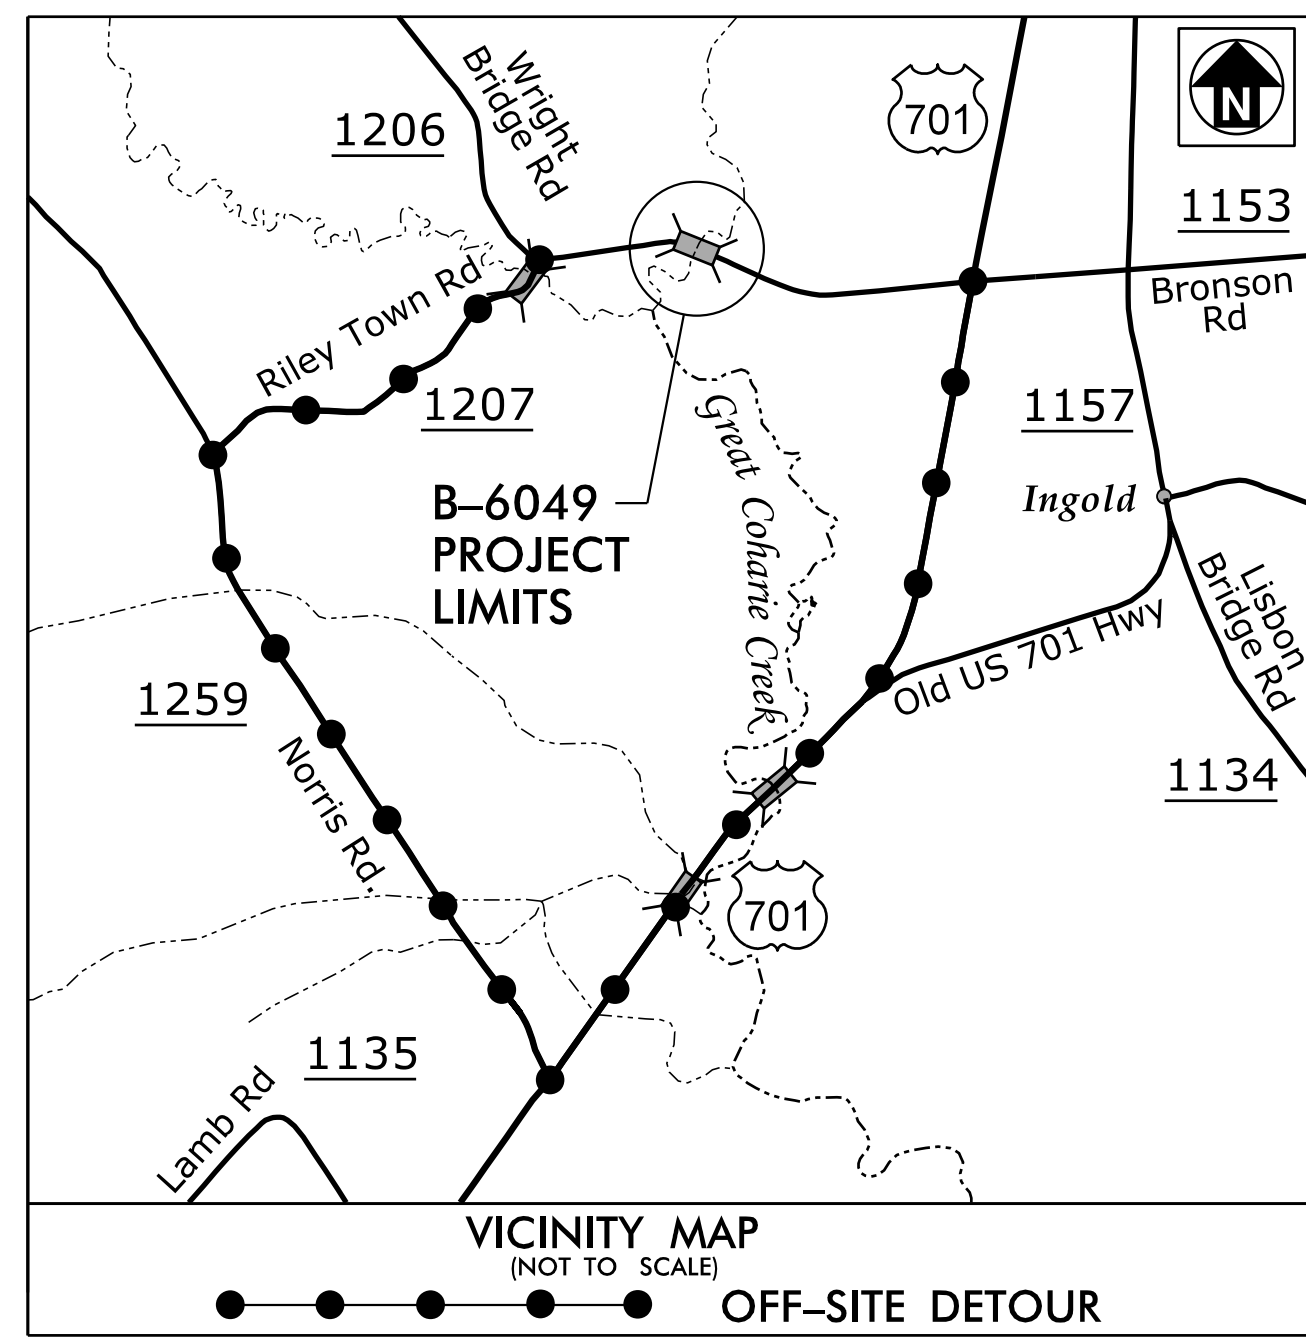 Wright
Bridge Rd
1206
701
N
1153
Bronson
Rd
Riley Town Rd
1207
1157
Great Coharie Creek
B–6049
PROJECT
LIMITS
Ingold
Lisbon
Bridge Rd
Old US 701 Hwy
1259
Norris Rd.
1134
701
1135
Lamb Rd
VICINITY MAP
(NOT TO SCALE)
OFF–SITE DETOUR